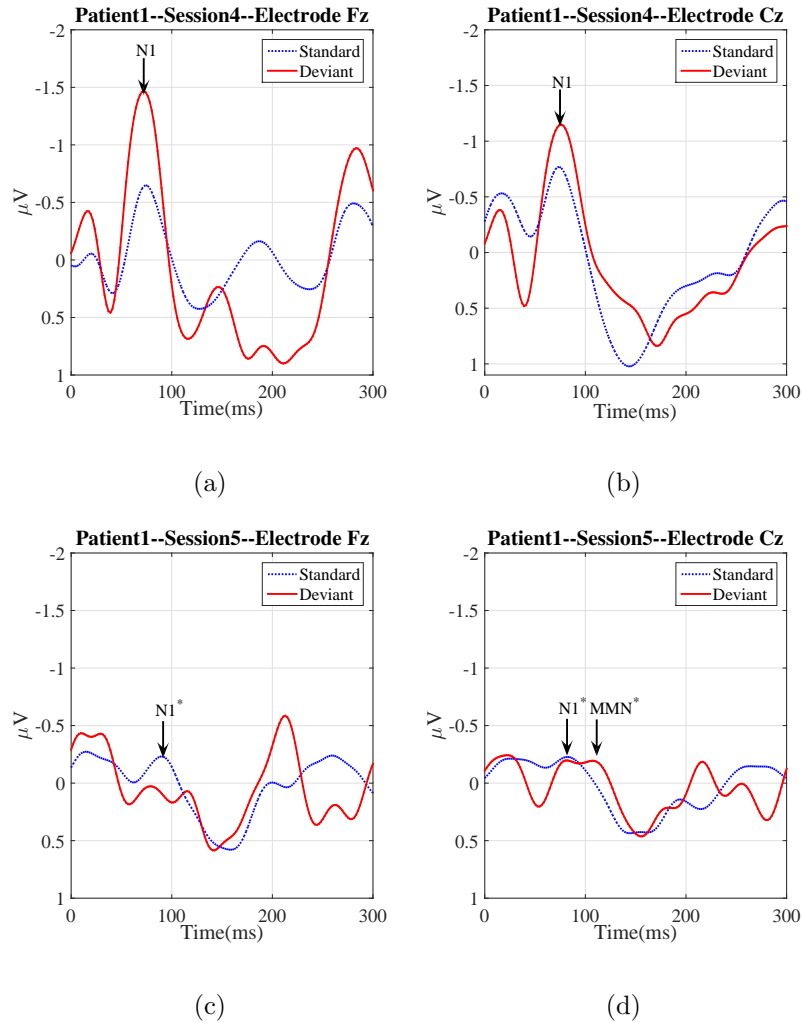 Patient1--Session4--Electrode Fz
-2
-1.5
-1
-0.5
0
0.5
1
μV
N1
Standard
Deviant
0 100 200 300
Time(ms)
(a)
Patient1--Session4--Electrode Cz
-2
-1.5
-1
-0.5
0
0.5
1
μV
N1
Standard
Deviant
0 100 200 300
Time(ms)
(b)
Patient1--Session5--Electrode Fz
-2
-1.5
-1
-0.5
0
0.5
1
μV
N1*
Standard
Deviant
0 100 200 300
Time(ms)
(c)
Patient1--Session5--Electrode Cz
-2
-1.5
-1
-0.5
0
0.5
1
μV
N1* MMN*
Standard
Deviant
0 100 200 300
Time(ms)
(d)